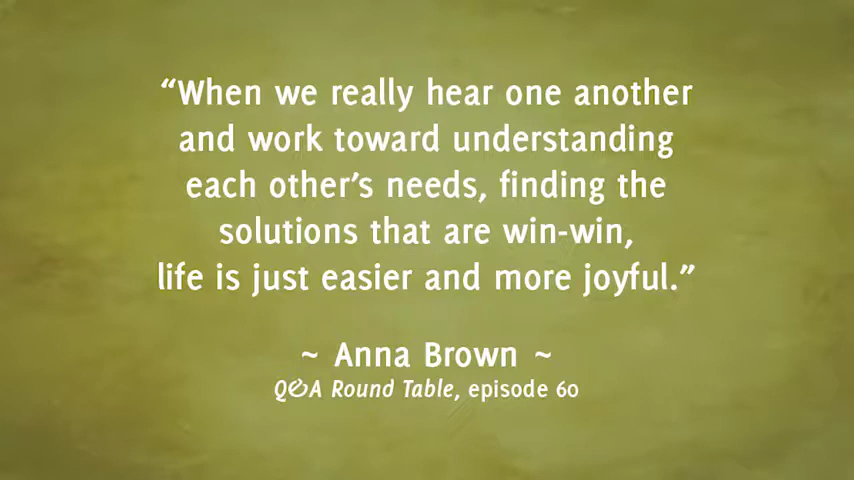 “When we really hear one another
and work toward understanding
each other’s needs, finding the
solutions that are win-win,
life is just easier and more joyful.”
~ Anna Brown ~
Q&A Round Table, episode 60